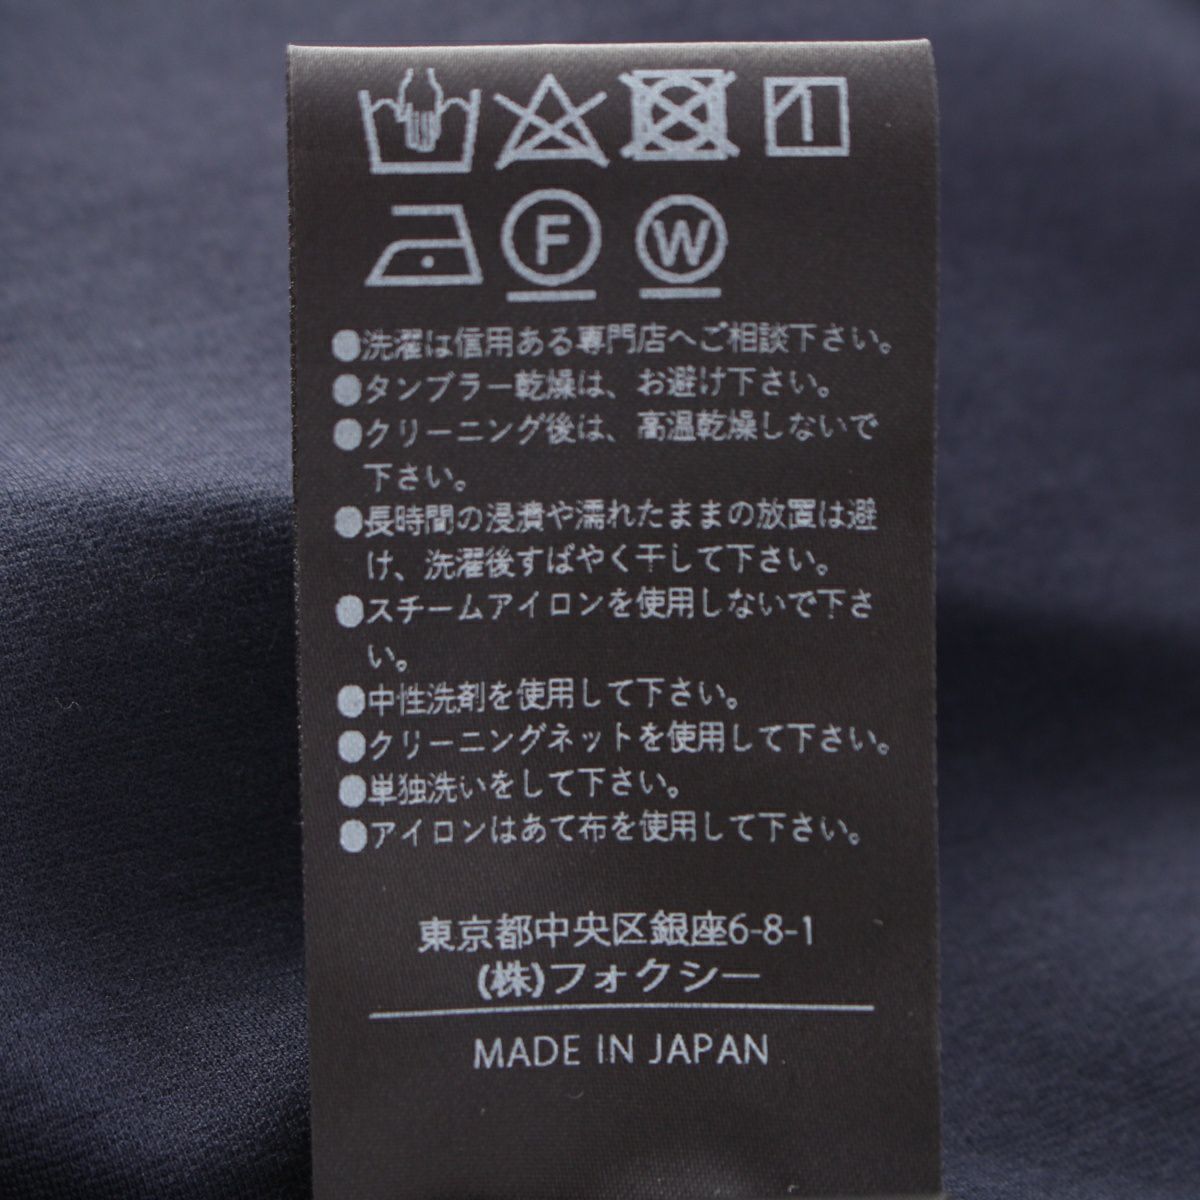 F W
●洗濯は信用ある専門店へご相談下さい。
●タンブラー乾燥は、お避け下さい。
●クリーニング後は、高温乾燥しないで
下さい。
●長時間の浸漬や濡れたままの放置は避
け、洗濯後すばやく干して下さい。
●スチームアイロンを使用しないで下さ
い。
●中性洗剤を使用して下さい。
●クリーニングネットを使用して下さい。
●単独洗いをして下さい。
●アイロンはあて布を使用して下さい。
東京都中央区銀座6-8-1
(株)フォクシー
MADE IN JAPAN